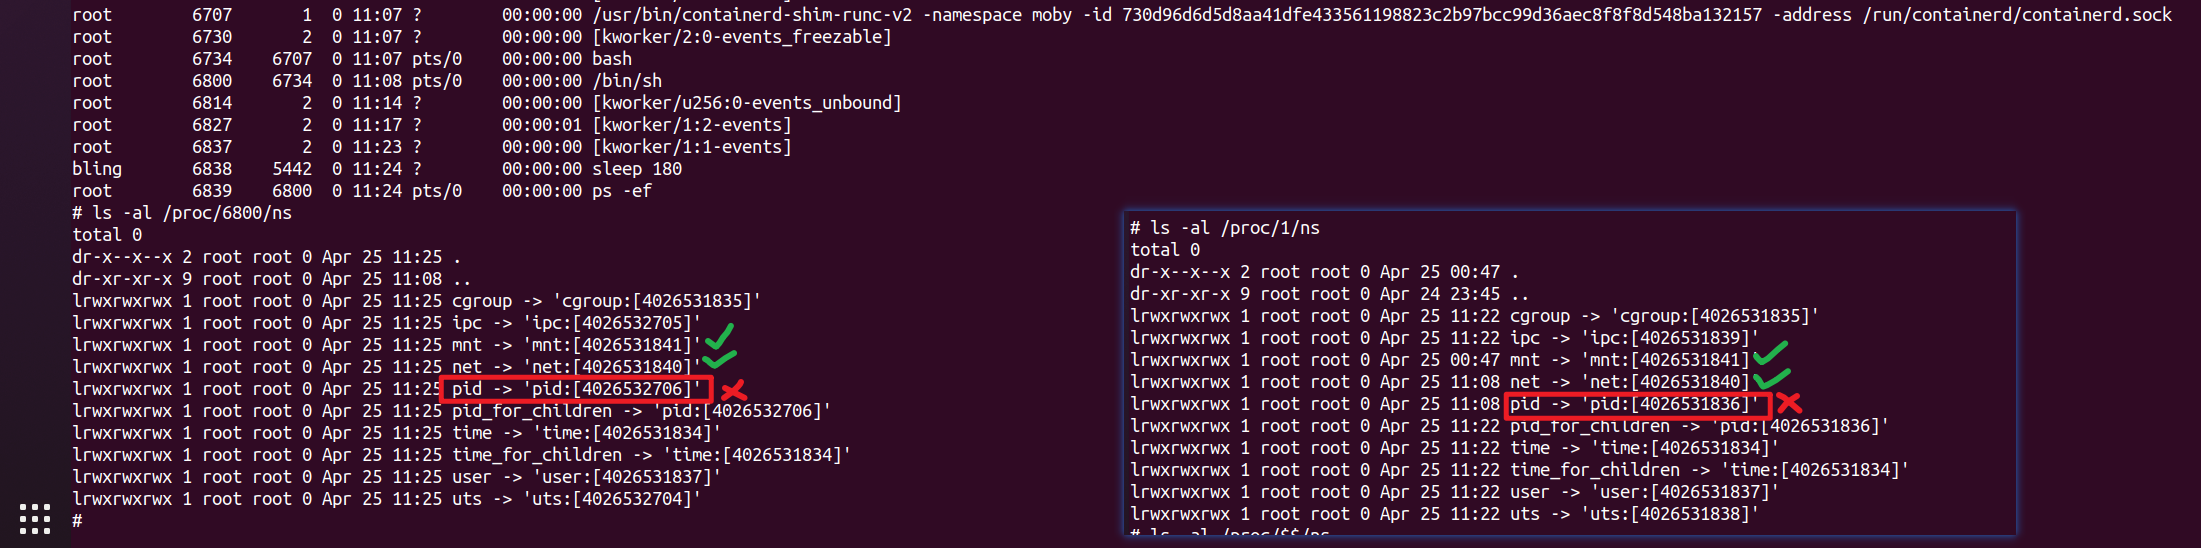 root 6707 1 0 11:07 ? 00:00:00 /usr/bin/containerd-shim-runc-v2 -namespace moby -id 730d96d6d5d8aa41dfe433561198823c2b97bcc99d36aec8f8f8d548ba132157 -address /run/containerd/containerd.sock
root 6730 2 0 11:07 ? 00:00:00 [kworker/2:0-events_freezable]
root 6734 6707 0 11:07 pts/0 00:00:00 bash
root 6800 6734 0 11:08 pts/0 00:00:00 /bin/sh
root 6814 2 0 11:14 ? 00:00:00 [kworker/u256:0-events_unbound]
root 6827 2 0 11:17 ? 00:00:01 [kworker/1:2-events]
root 6837 2 0 11:23 ? 00:00:00 [kworker/1:1-events]
bling 6838 5442 0 11:24 ? 00:00:00 sleep 180
root 6839 6800 0 11:24 pts/0 00:00:00 ps -ef
# ls -al /proc/6800/ns
total 0
dr-x--x--x 2 root root 0 Apr 25 11:25 .
dr-xr-xr-x 9 root root 0 Apr 25 11:08 ..
lrwxrwxrwx 1 root root 0 Apr 25 11:25 cgroup -> 'cgroup:[4026531835]'
lrwxrwxrwx 1 root root 0 Apr 25 11:25 ipc -> 'ipc:[4026532705]'
lrwxrwxrwx 1 root root 0 Apr 25 11:25 mnt -> 'mnt:[4026531841]'
lrwxrwxrwx 1 root root 0 Apr 25 11:25 net -> 'net:[4026531840]'
lrwxrwxrwx 1 root root 0 Apr 25 11:25 pid -> 'pid:[4026532706]'
lrwxrwxrwx 1 root root 0 Apr 25 11:25 pid_for_children -> 'pid:[4026532706]'
lrwxrwxrwx 1 root root 0 Apr 25 11:25 time -> 'time:[4026531834]'
lrwxrwxrwx 1 root root 0 Apr 25 11:25 time_for_children -> 'time:[4026531834]'
lrwxrwxrwx 1 root root 0 Apr 25 11:25 user -> 'user:[4026531837]'
lrwxrwxrwx 1 root root 0 Apr 25 11:25 uts -> 'uts:[4026532704]'
#
# ls -al /proc/1/ns
total 0
dr-x--x--x 2 root root 0 Apr 25 00:47 .
dr-xr-xr-x 9 root root 0 Apr 24 23:45 ..
lrwxrwxrwx 1 root root 0 Apr 25 11:22 cgroup -> 'cgroup:[4026531835]'
lrwxrwxrwx 1 root root 0 Apr 25 11:22 ipc -> 'ipc:[4026531839]'
lrwxrwxrwx 1 root root 0 Apr 25 00:47 mnt -> 'mnt:[4026531841]'
lrwxrwxrwx 1 root root 0 Apr 25 11:08 net -> 'net:[4026531840]
lrwxrwxrwx 1 root root 0 Apr 25 11:08 pid -> 'pid:[4026531836]'
lrwxrwxrwx 1 root root 0 Apr 25 11:22 pid_for_children -> 'pid:[4026531836]'
lrwxrwxrwx 1 root root 0 Apr 25 11:22 time -> 'time:[4026531834]'
lrwxrwxrwx 1 root root 0 Apr 25 11:22 time_for_children -> 'time:[4026531834]'
lrwxrwxrwx 1 root root 0 Apr 25 11:22 user -> 'user:[4026531837]'
lrwxrwxrwx 1 root root 0 Apr 25 11:22 uts -> 'uts:[4026531838]'
# ls -al /proc/$$/ns